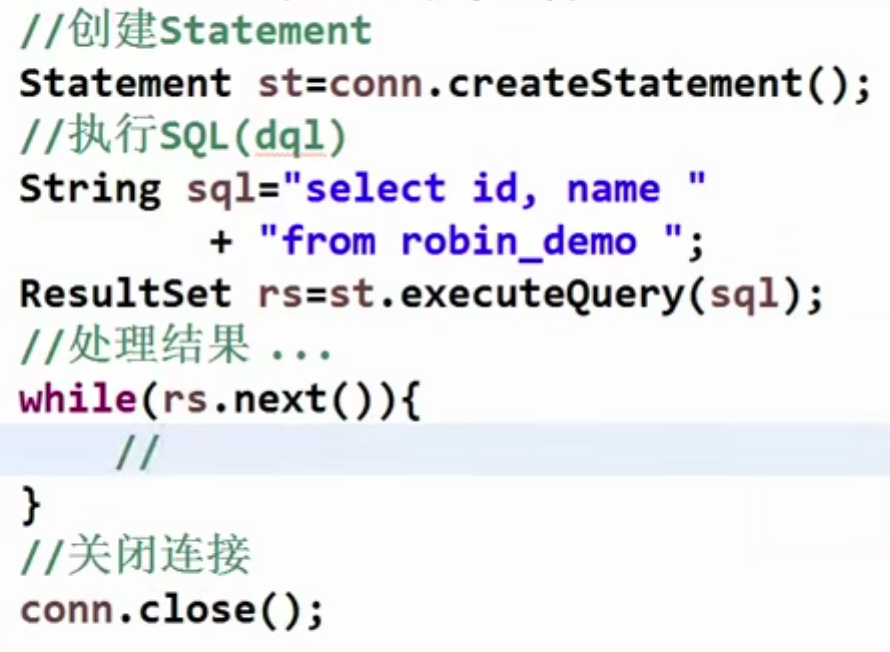 //创建Statement
Statement st=conn.createStatement();
//执行SQL(dql)
String sql="select id, name "
+ "from robin_demo ";
ResultSet rs=st.executeQuery(sql);
//处理结果 ...
while(rs.next()){
//
}
//关闭连接
conn.close();